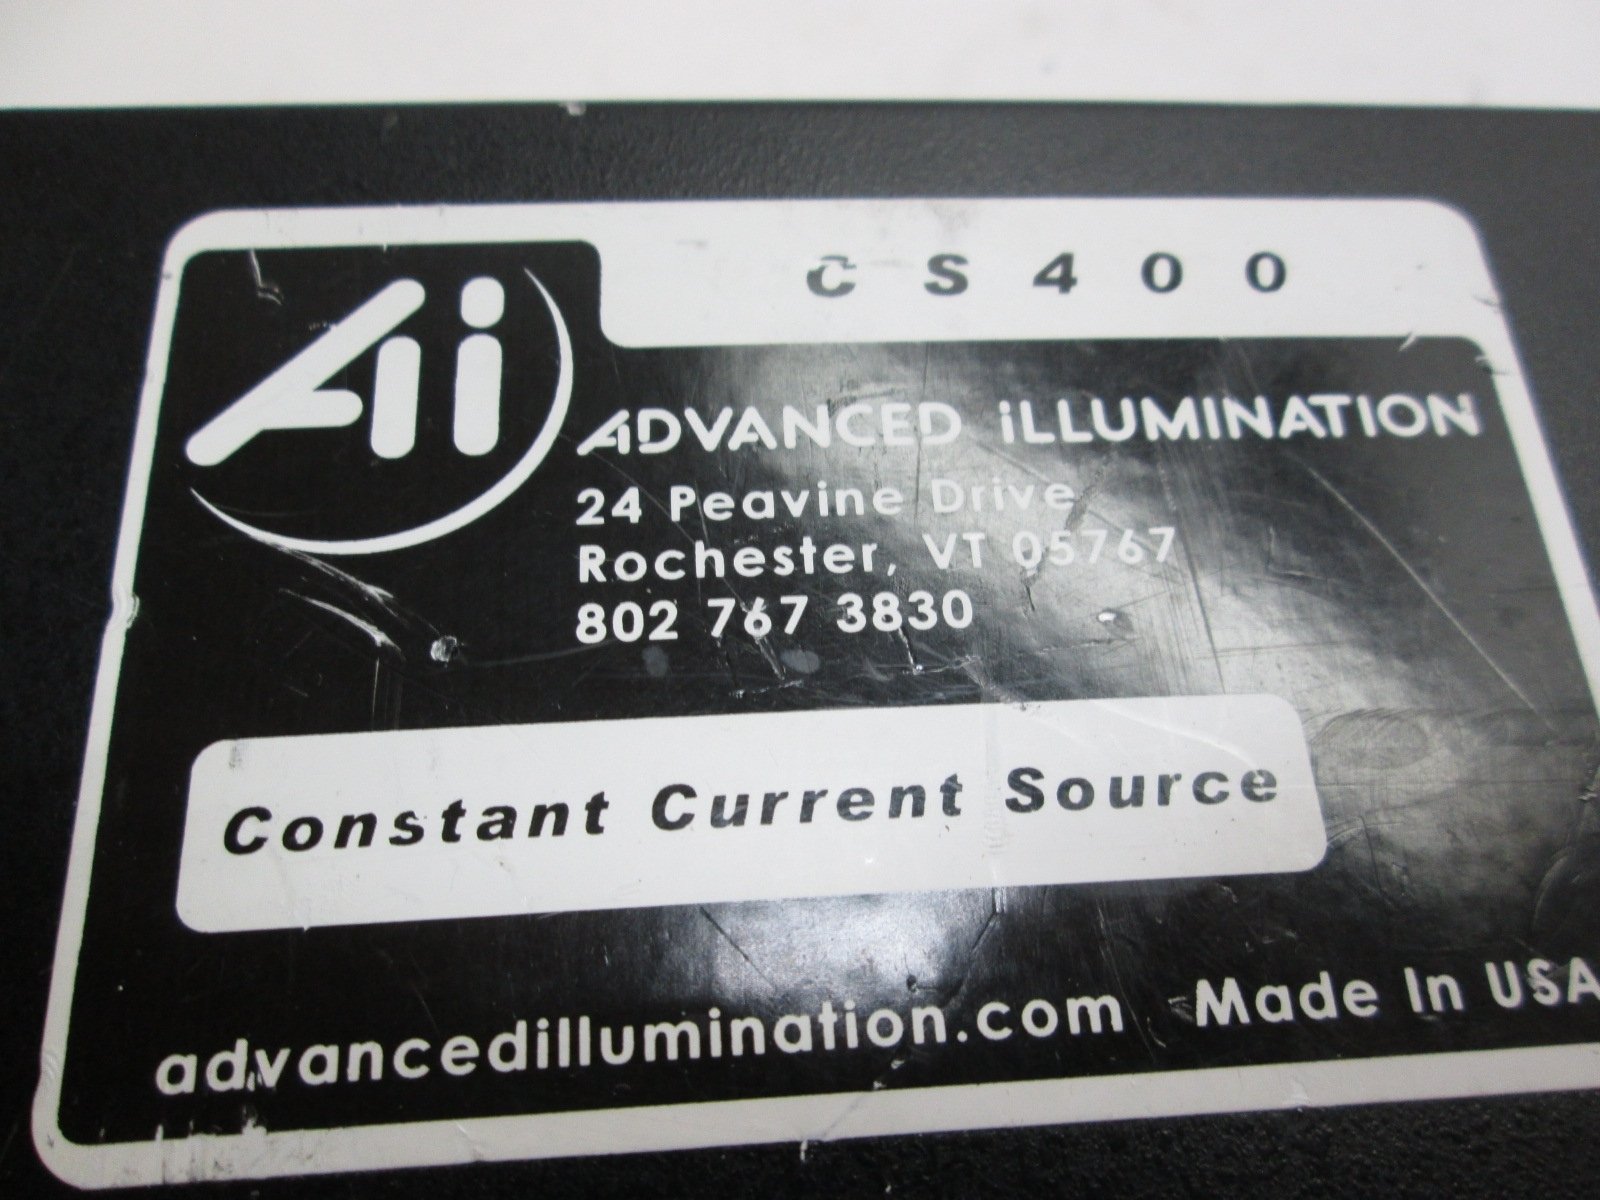 Ai
CS400
ADVANCED iLLUMINATION
24 Peavine Drive
Rochester, VT 05767
802 767 3830
Constant Current Source
advancedillumination.com Made In USA